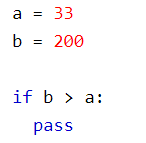 a = 33
b = 200

if b > a:
  pass